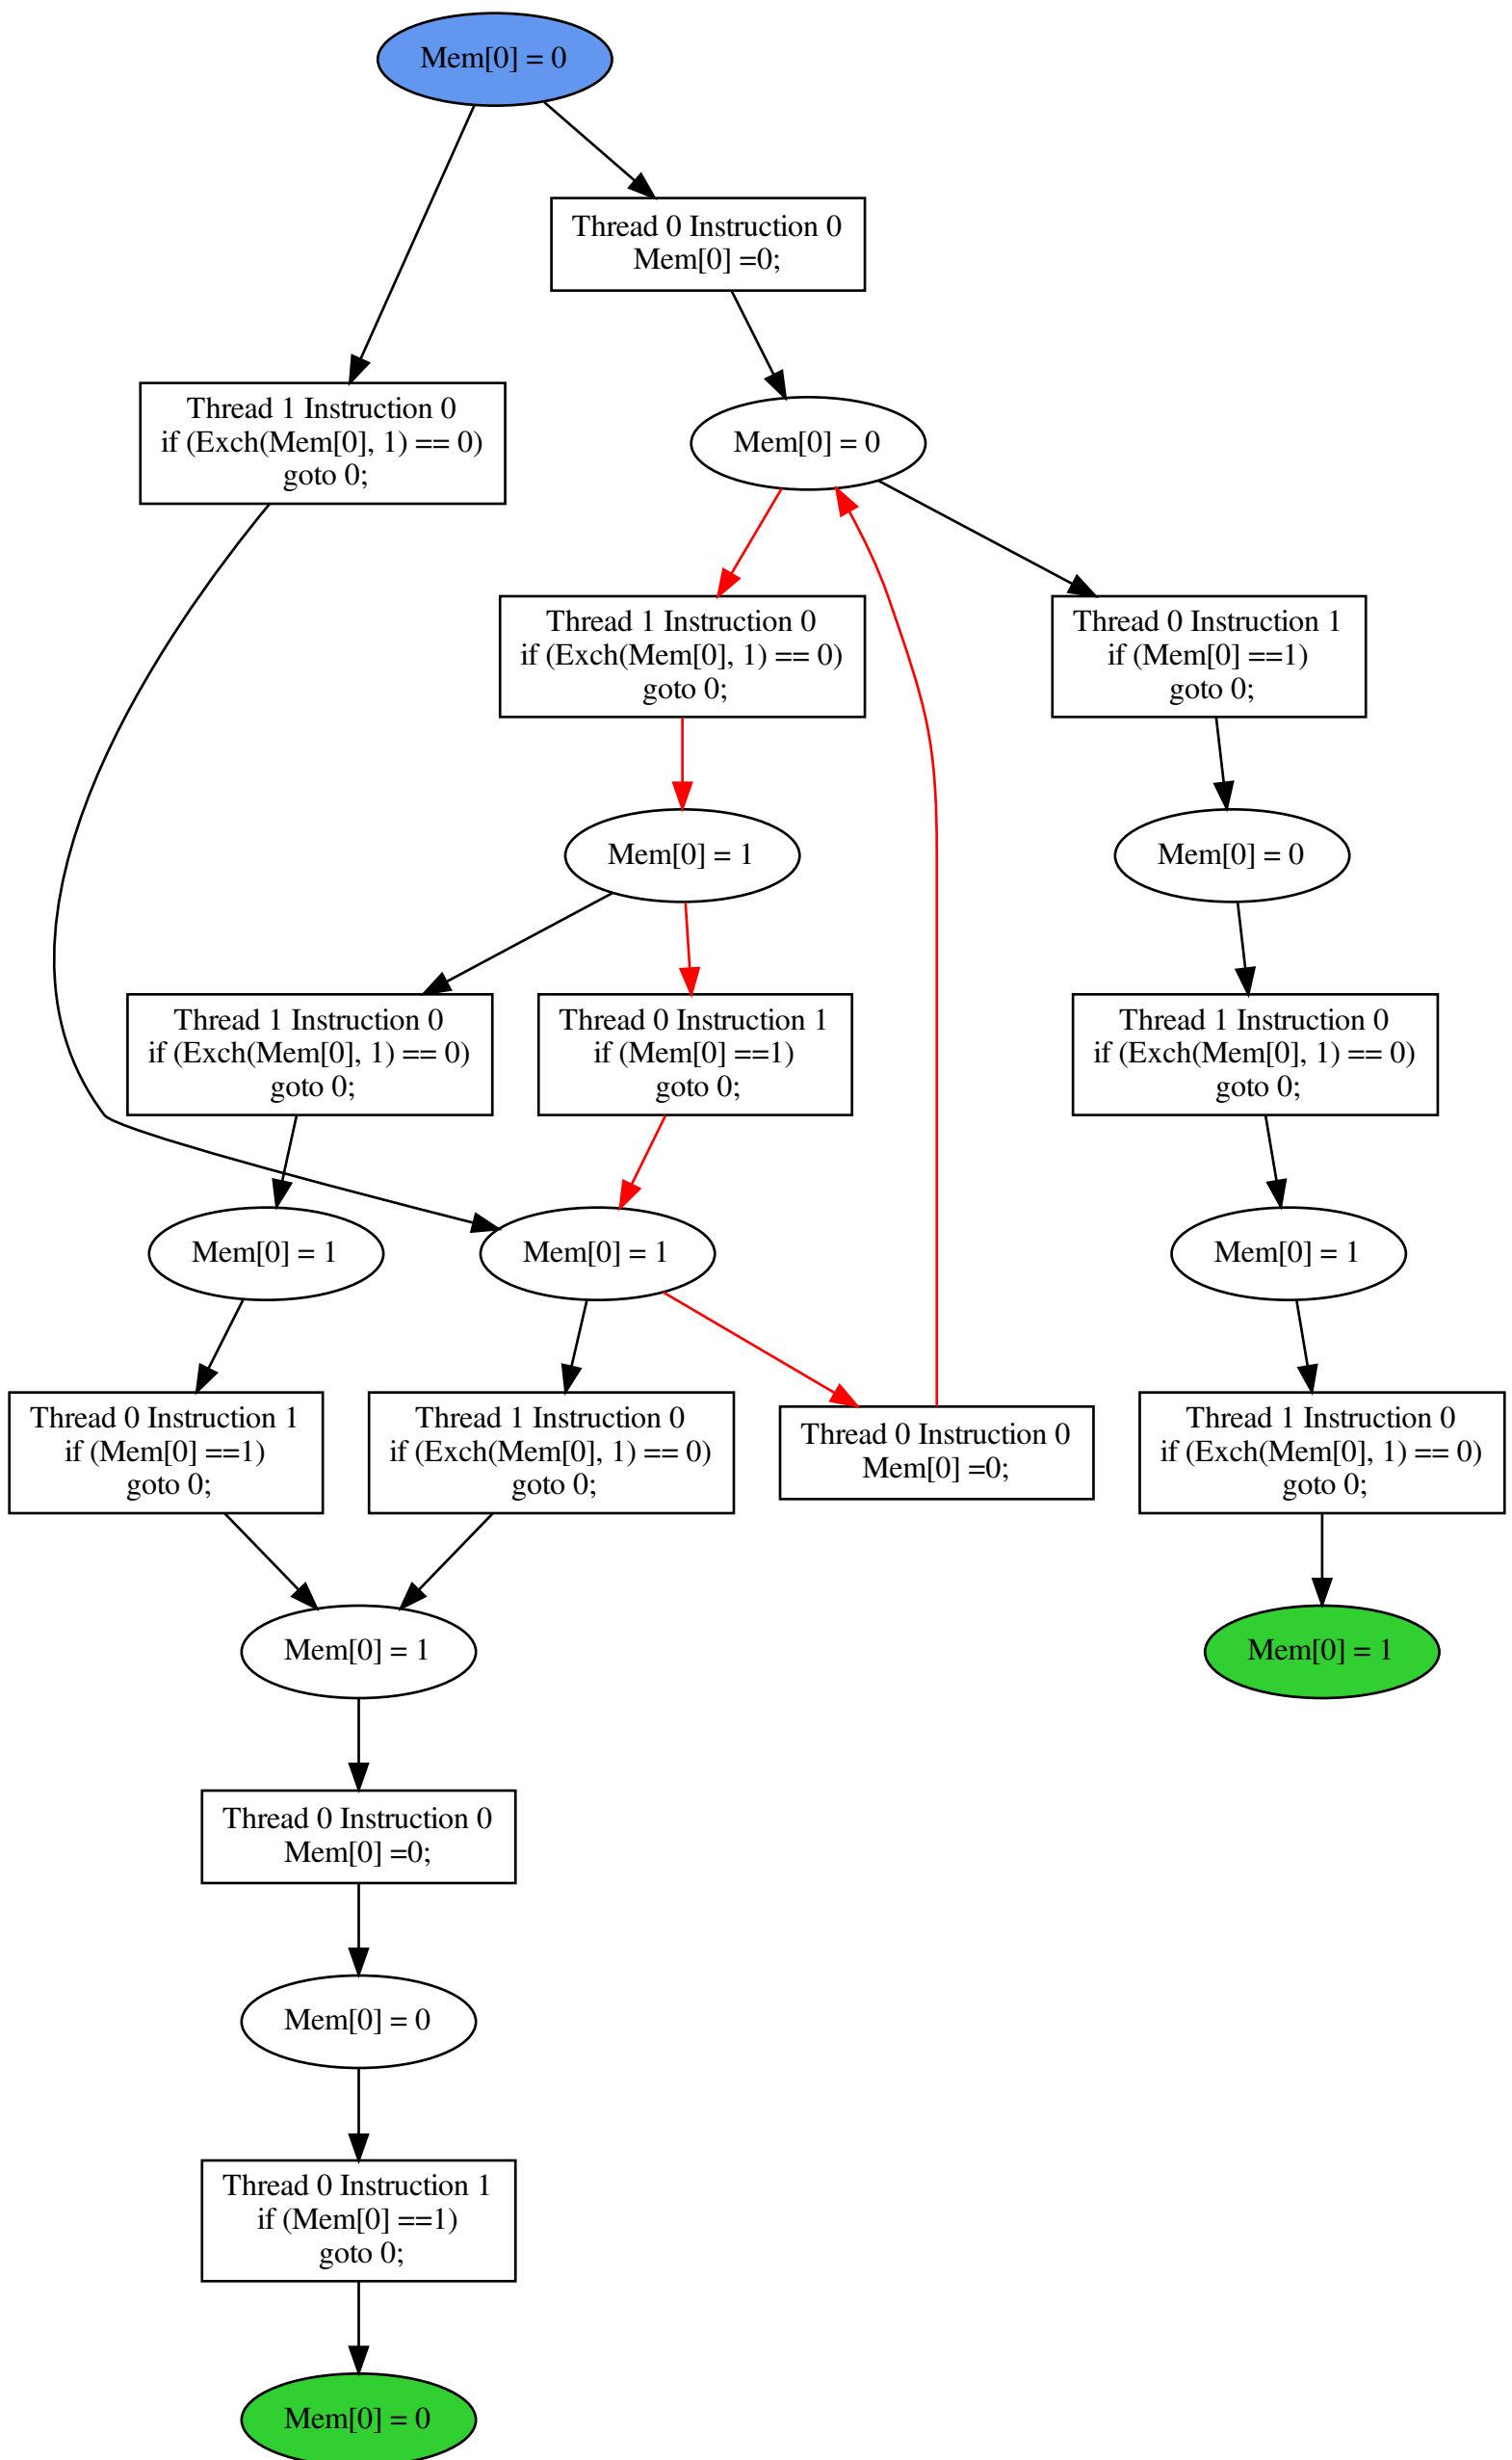 Mem[0] = 0
Thread 0 Instruction 0
Mem[0] =0;
Thread 1 Instruction 0
if (Exch(Mem[0], 1) == 0)
goto 0;
Mem[0] = 0
Thread 1 Instruction 0
if (Exch(Mem[0], 1) == 0)
goto 0;
Thread 0 Instruction 1
if (Mem[0] ==1)
goto 0;
Mem[0] = 1
Mem[0] = 0
Thread 1 Instruction 0
if (Exch(Mem[0], 1) == 0)
goto 0;
Thread 0 Instruction 1
if (Mem[0] ==1)
goto 0;
Thread 1 Instruction 0
if (Exch(Mem[0], 1) == 0)
goto 0;
Mem[0] = 1
Mem[0] = 1
Mem[0] = 1
Thread 0 Instruction 1
if (Mem[0] ==1)
goto 0;
Thread 1 Instruction 0
if (Exch(Mem[0], 1) == 0)
goto 0;
Thread 0 Instruction 0
Mem[0] =0;
Thread 1 Instruction 0
if (Exch(Mem[0], 1) == 0)
goto 0;
Mem[0] = 1
Mem[0] = 1
Thread 0 Instruction 0
Mem[0] =0;
Mem[0] = 0
Thread 0 Instruction 1
if (Mem[0] ==1)
goto 0;
Mem[0] = 0